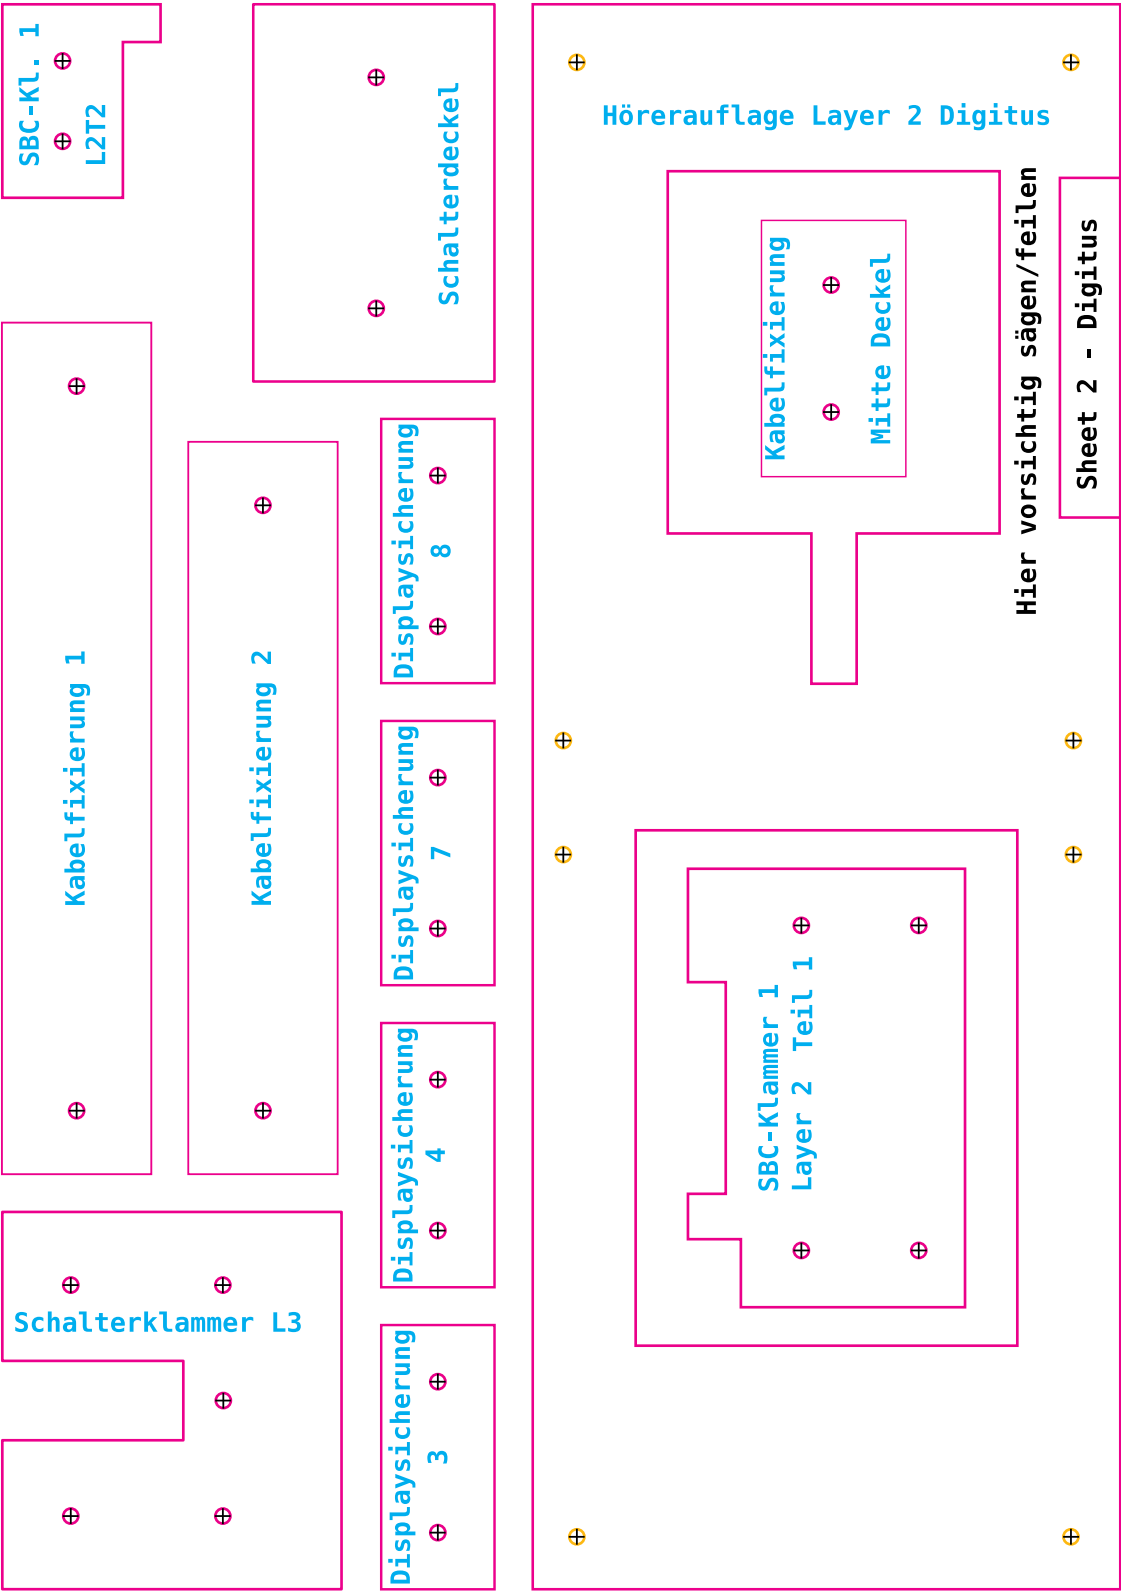 SBC-Kl. 1
L2T2
Schalterdeckel
Hörerauflage Layer 2 Digitus
Kabelfixierung
Mitte Deckel
Hier vorsichtig sägen/feilen
Sheet 2 - Digitus
Kabelfixierung 1
Kabelfixierung 2
Displaysicherung
8
Displaysicherung
7
Displaysicherung
4
Displaysicherung
3
SBC-Klammer 1
Layer 2 Teil 1
Schalterklammer L3